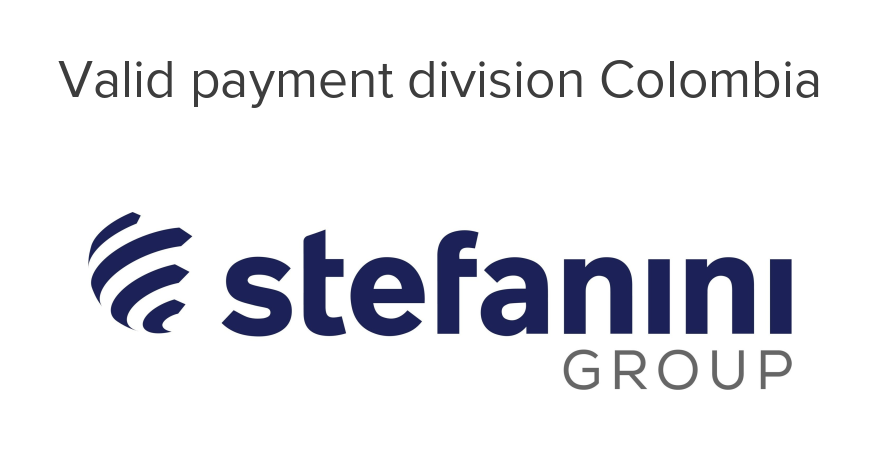 Valid payment division Colombia
stefanini
GROUP